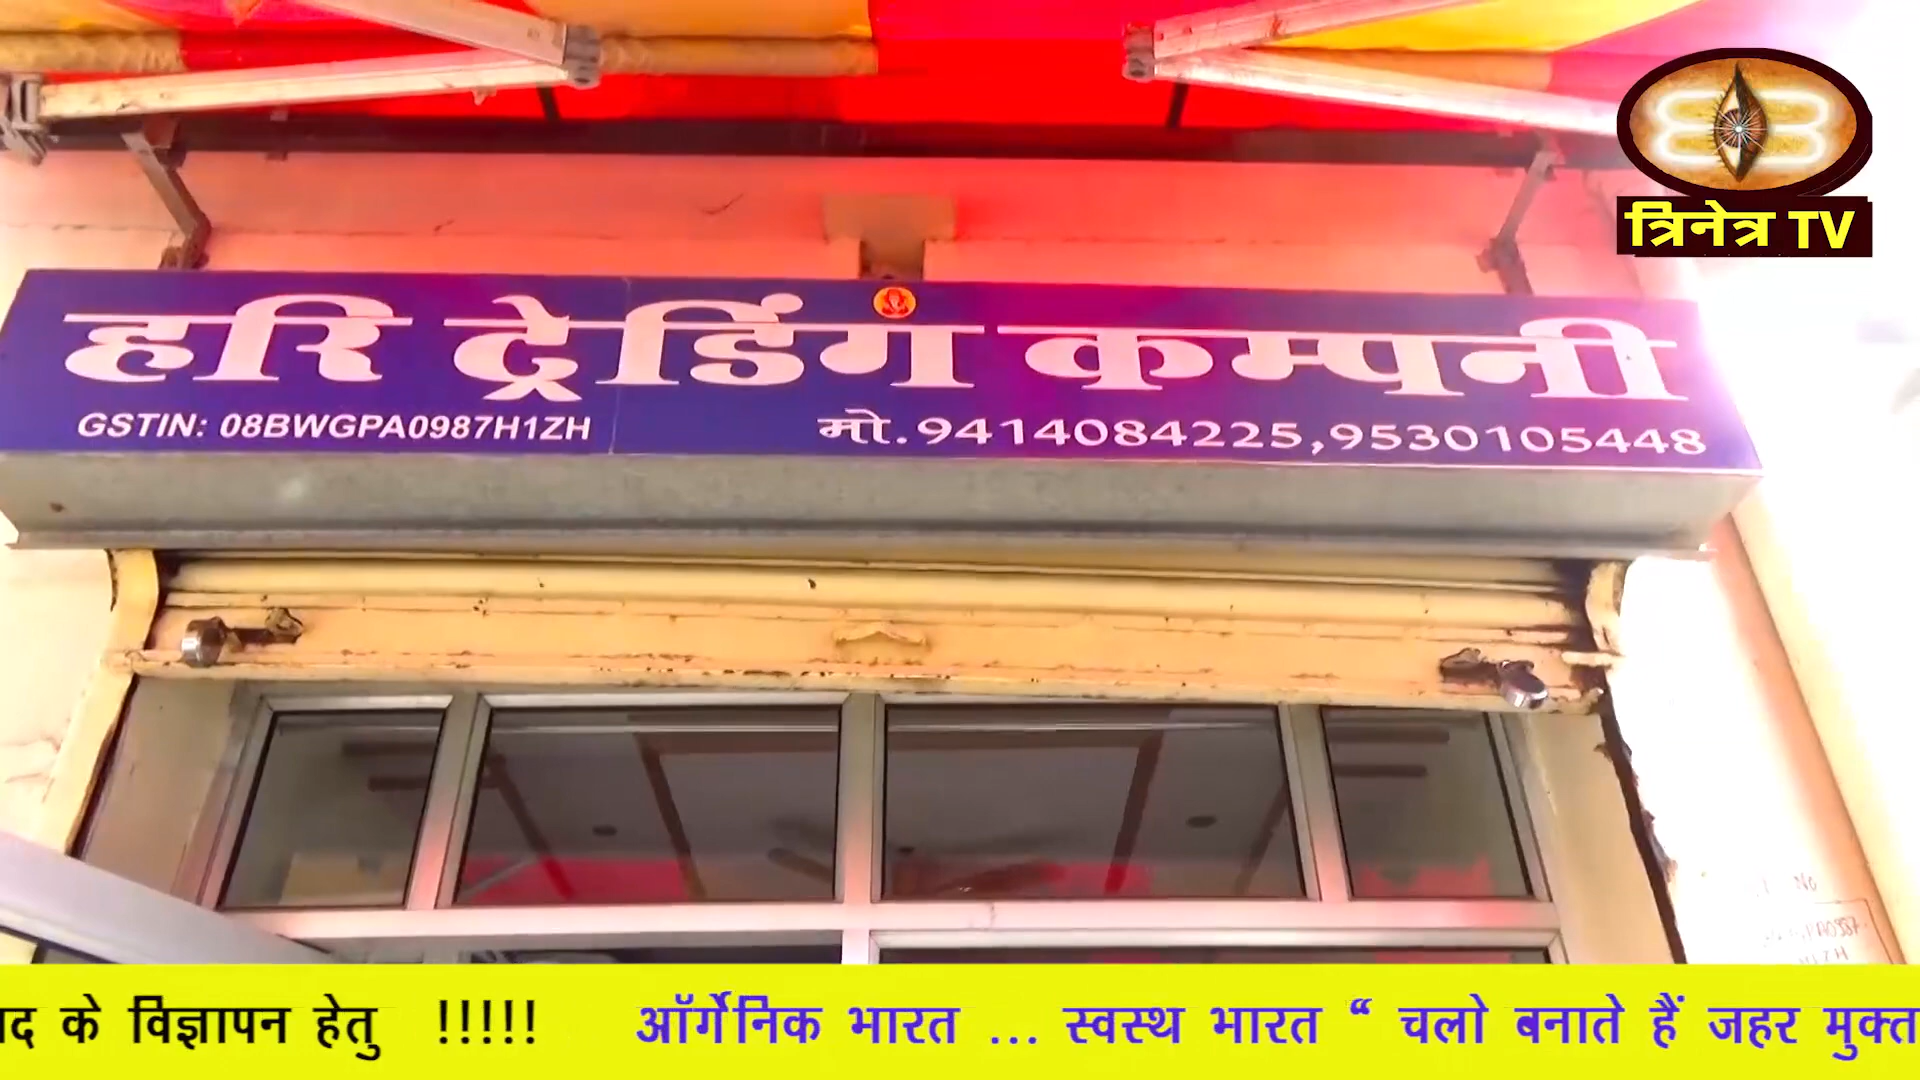 त्रिनेत्र TV
हरि ट्रेडिंग कम्पनी
GSTIN: 08BWGPA0987H1ZH
मो.9414084225,9530105448
के विज्ञापन हेतु !!!!! ऑर्गेनिक भारत ... स्वस्थ भारत “ चलो बनाते हैं जहर मुक्त